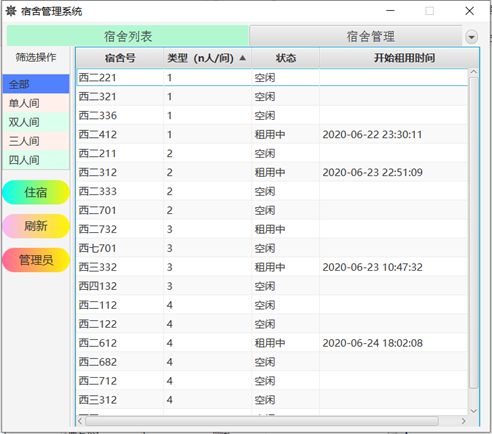 宿舍管理系统
宿舍列表 宿舍管理
筛选操作
全部
单人间
双人间
三人间
四人间
住宿
刷新
管理员
宿舍号 类型（n人/间） 状态 开始租用时间
西二221 1 空闲
西二321 1 空闲
西二336 1 空闲
西二412 1 租用中 2020-06-22 23:30:11
西二211 2 空闲
西二312 2 租用中 2020-06-23 22:51:09
西二333 2 空闲
西二701 2 空闲
西二732 3 租用中
西七701 3 空闲
西三332 3 租用中 2020-06-23 10:47:32
西四132 3 空闲
西二112 4 空闲
西二122 4 空闲
西二612 4 租用中 2020-06-24 18:02:08
西二682 4 空闲
西二712 4 空闲
西三312 4 空闲